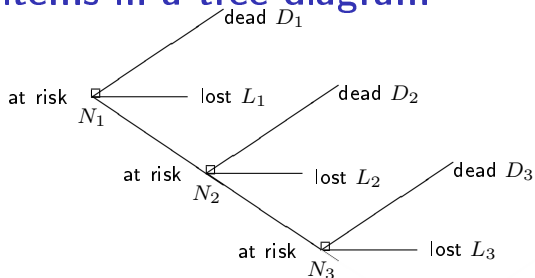 items in a tree diagram
dead D₁
at risk
lost L₁
N₁
dead D₂
at risk
lost L₂
N₂
dead D₃
at risk
lost L₃
N₃